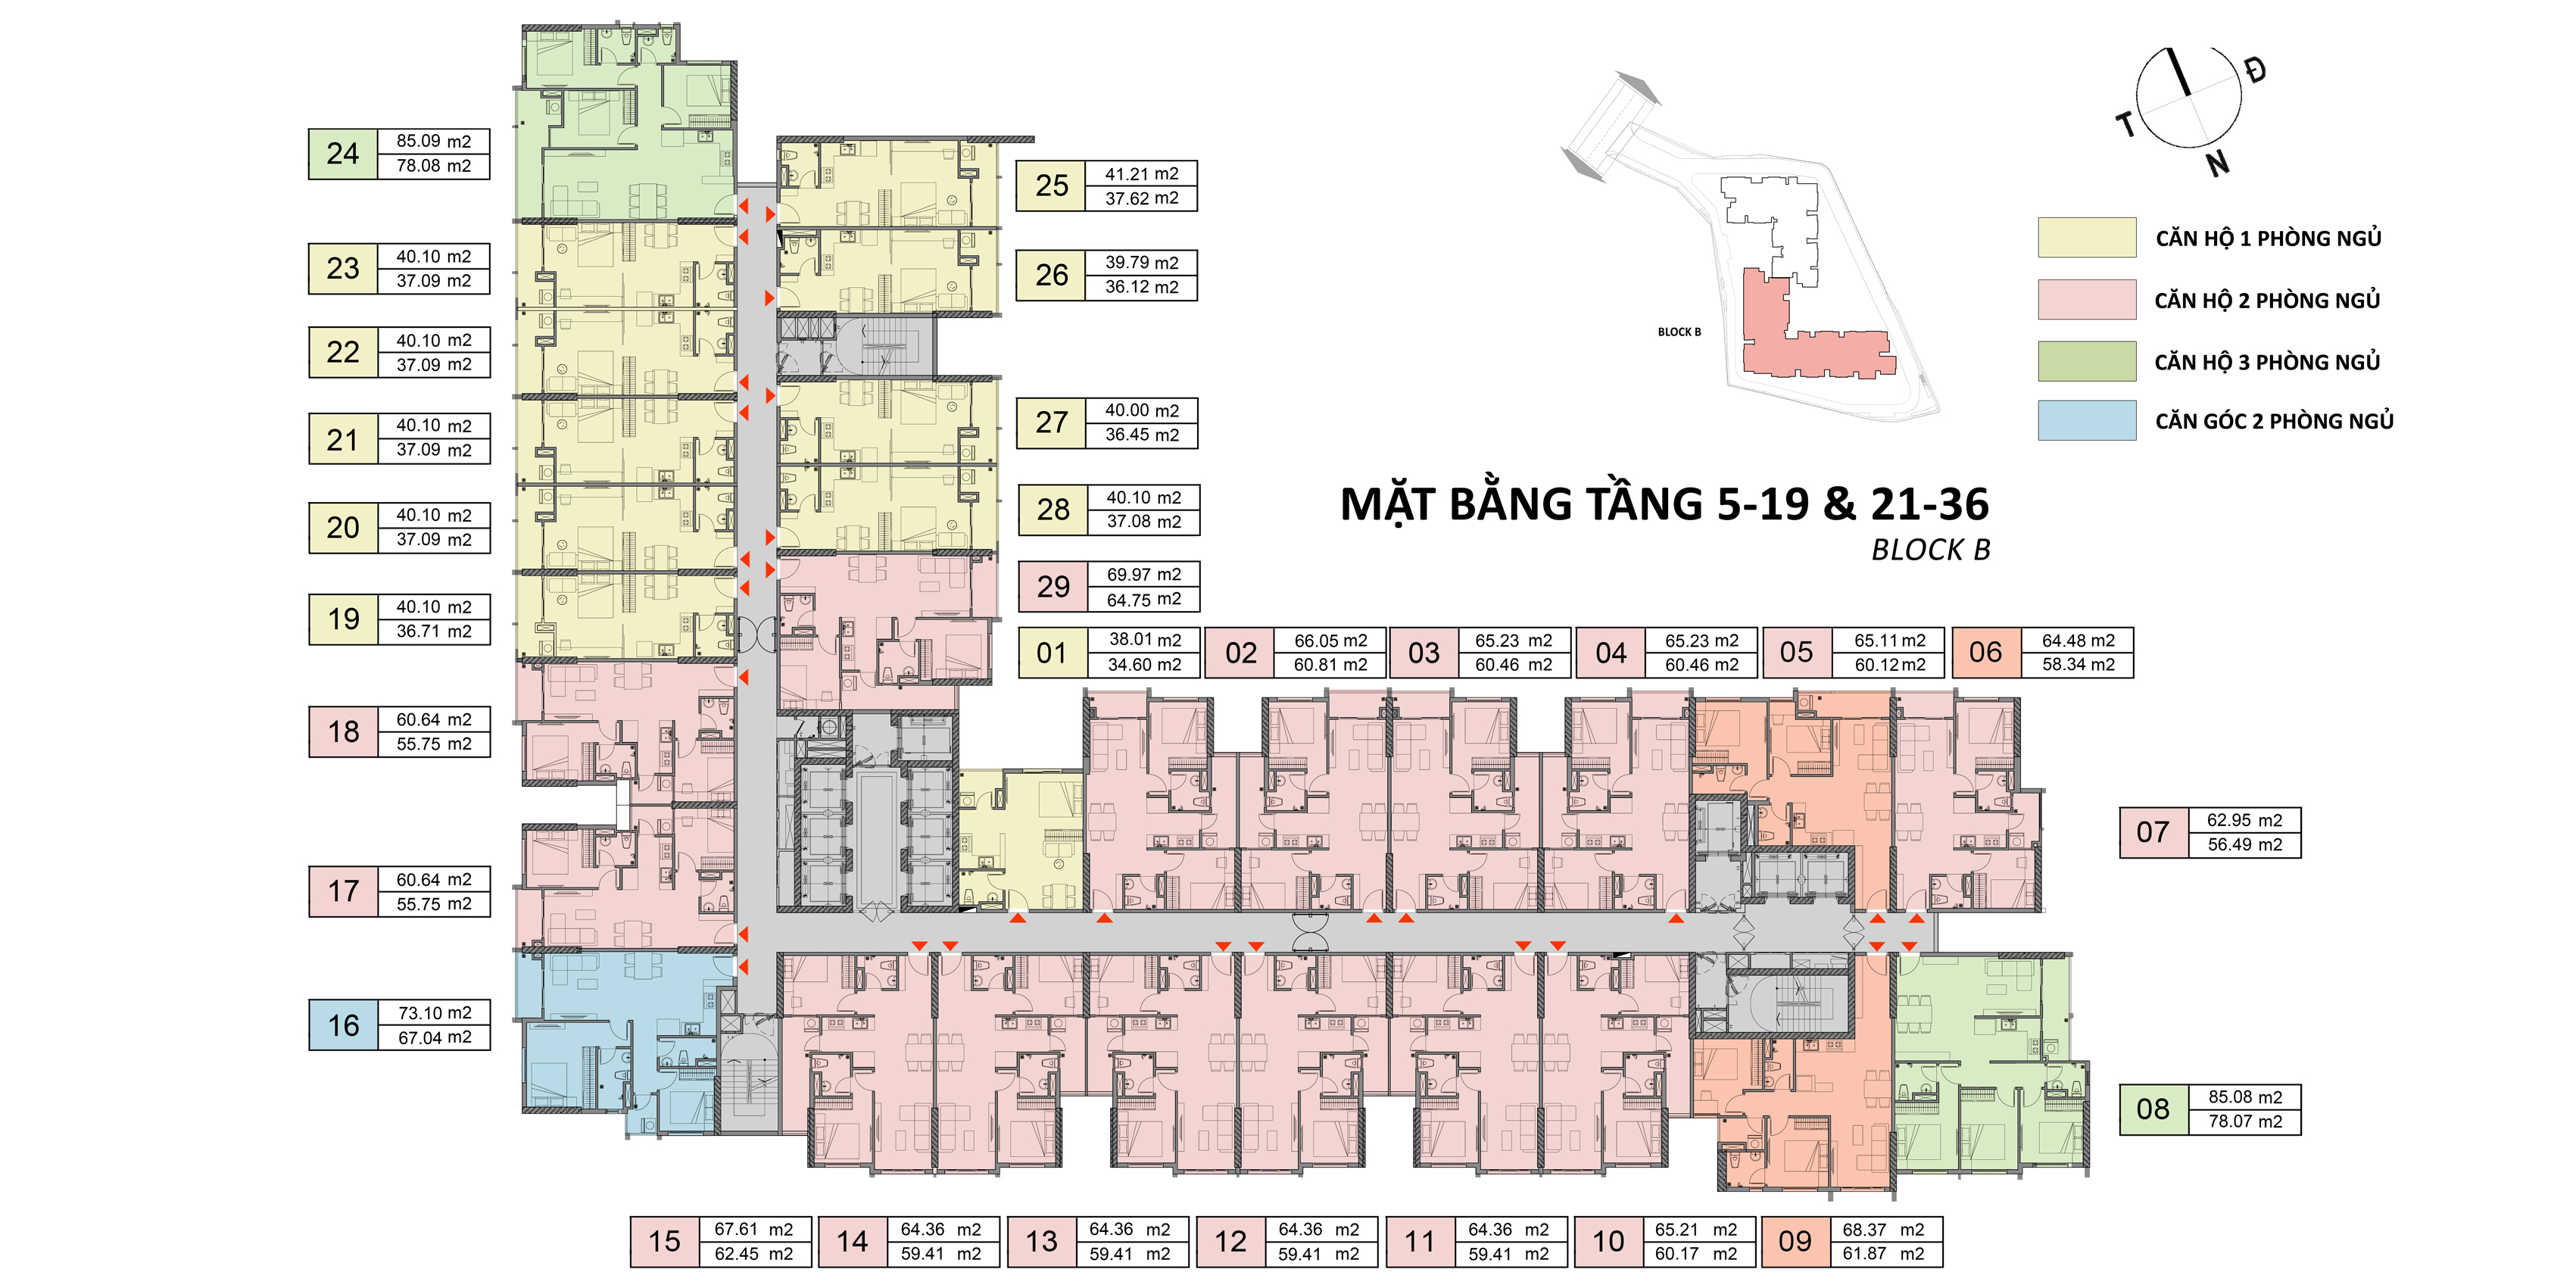 24
85.09 m2
78.08 m2
23
40.10 m2
37.09 m2
22
40.10 m2
37.09 m2
21
40.10 m2
37.09 m2
20
40.10 m2
37.09 m2
19
40.10 m2
36.71 m2
18
60.64 m2
55.75 m2
17
60.64 m2
55.75 m2
16
73.10 m2
67.04 m2
25
41.21 m2
37.62 m2
26
39.79 m2
36.12 m2
27
40.00 m2
36.45 m2
28
40.10 m2
37.08 m2
29
69.97 m2
64.75 m2
BLOCK B
T
Đ
N
CĂN HỘ 1 PHÒNG NGỦ
CĂN HỘ 2 PHÒNG NGỦ
CĂN HỘ 3 PHÒNG NGỦ
CĂN GÓC 2 PHÒNG NGỦ
MẶT BẰNG TẦNG 5-19 & 21-36
BLOCK B
01
38.01 m2
34.60 m2
02
66.05 m2
60.81 m2
03
65.23 m2
60.46 m2
04
65.23 m2
60.46 m2
05
65.11 m2
60.12 m2
06
64.48 m2
58.34 m2
07
62.95 m2
56.49 m2
08
85.08 m2
78.07 m2
15
67.61 m2
62.45 m2
14
64.36 m2
59.41 m2
13
64.36 m2
59.41 m2
12
64.36 m2
59.41 m2
11
64.36 m2
59.41 m2
10
65.21 m2
60.17 m2
09
68.37 m2
61.87 m2